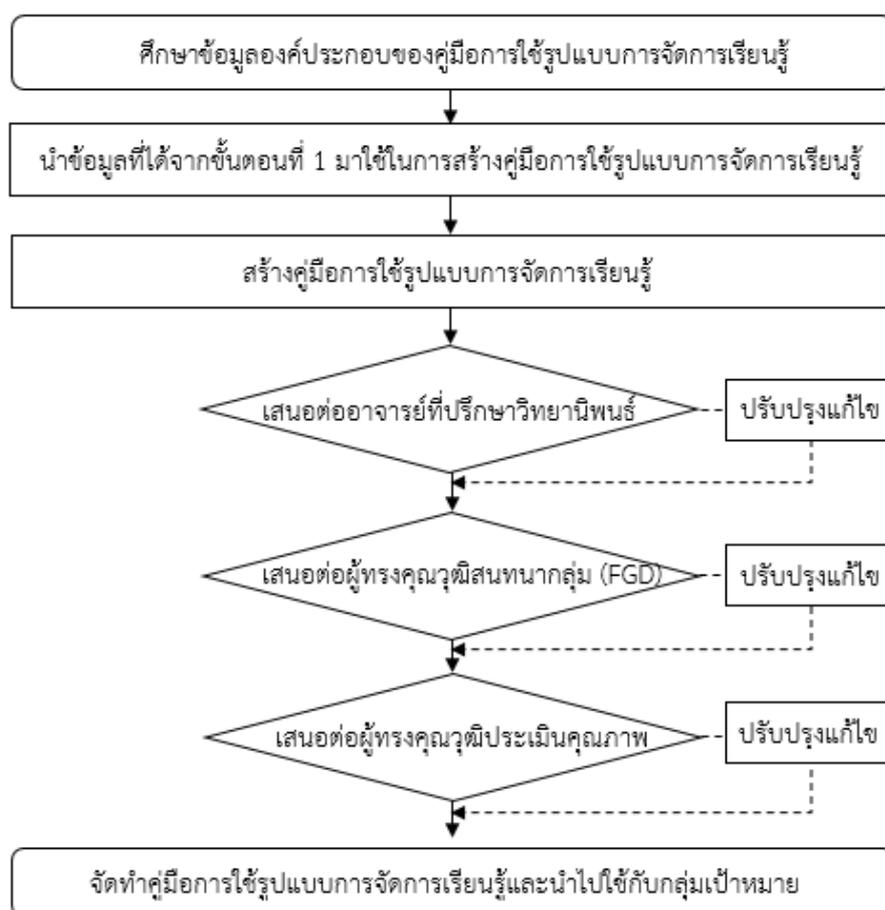 ศึกษาข้อมูลองค์ประกอบของคู่มือการใช้รูปแบบการจัดการเรียนรู้
นำข้อมูลที่ได้จากขั้นตอนที่ 1 มาใช้ในการสร้างคู่มือการใช้รูปแบบการจัดการเรียนรู้
สร้างคู่มือการใช้รูปแบบการจัดการเรียนรู้
เสนอต่ออาจารย์ที่ปรึกษาวิทยานิพนธ์
ปรับปรุงแก้ไข
เสนอต่อผู้ทรงคุณวุฒิสนทนากลุ่ม (FGD)
ปรับปรุงแก้ไข
เสนอต่อผู้ทรงคุณวุฒิประเมินคุณภาพ
ปรับปรุงแก้ไข
จัดทำคู่มือการใช้รูปแบบการจัดการเรียนรู้และนำไปใช้กับกลุ่มเป้าหมาย